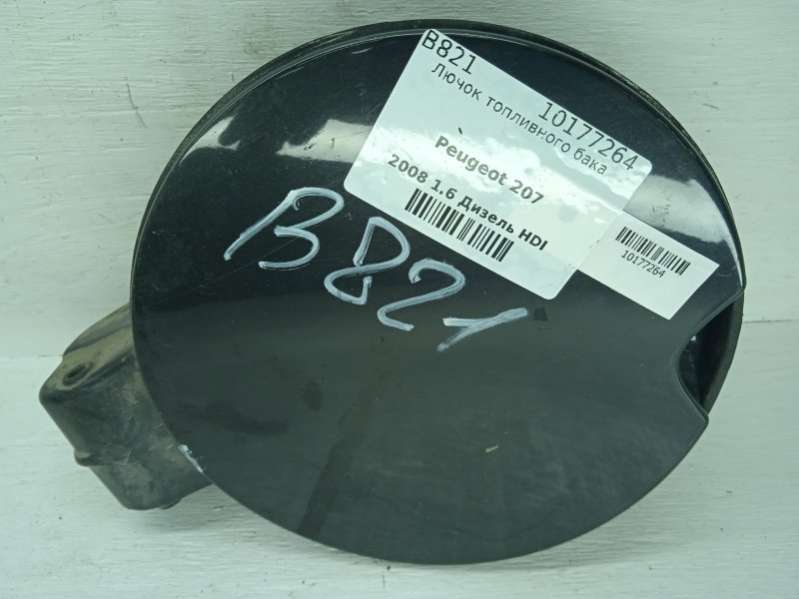 B821
10177264
Лючок топливного бака
Peugeot 207
2008 1.6 Дизель HDI
10177264
B821